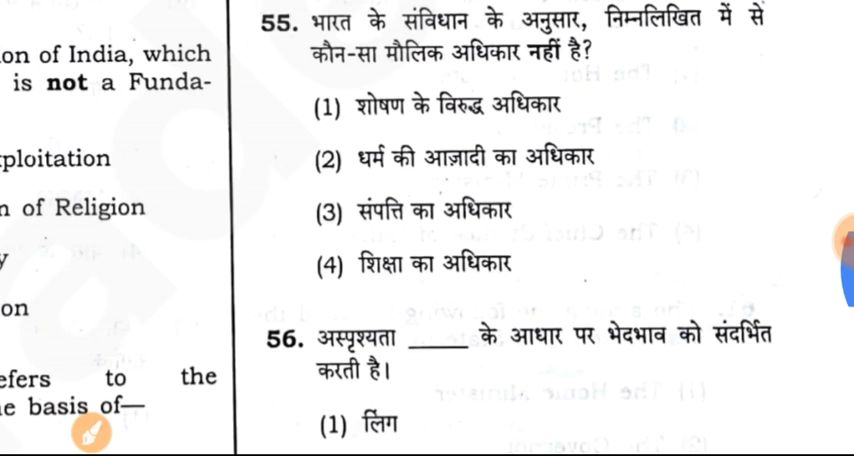 on of India, which
is not a Funda-
ploitation
n of Religion
y
on
efers to the
e basis of—
55. भारत के संविधान के अनुसार, निम्नलिखित में से
कौन-सा मौलिक अधिकार नहीं है?
(1) शोषण के विरुद्ध अधिकार
(2) धर्म की आज़ादी का अधिकार
(3) संपत्ति का अधिकार
(4) शिक्षा का अधिकार
56. अस्पृश्यता _____ के आधार पर भेदभाव को संदर्भित
करती है।
(1) लिंग